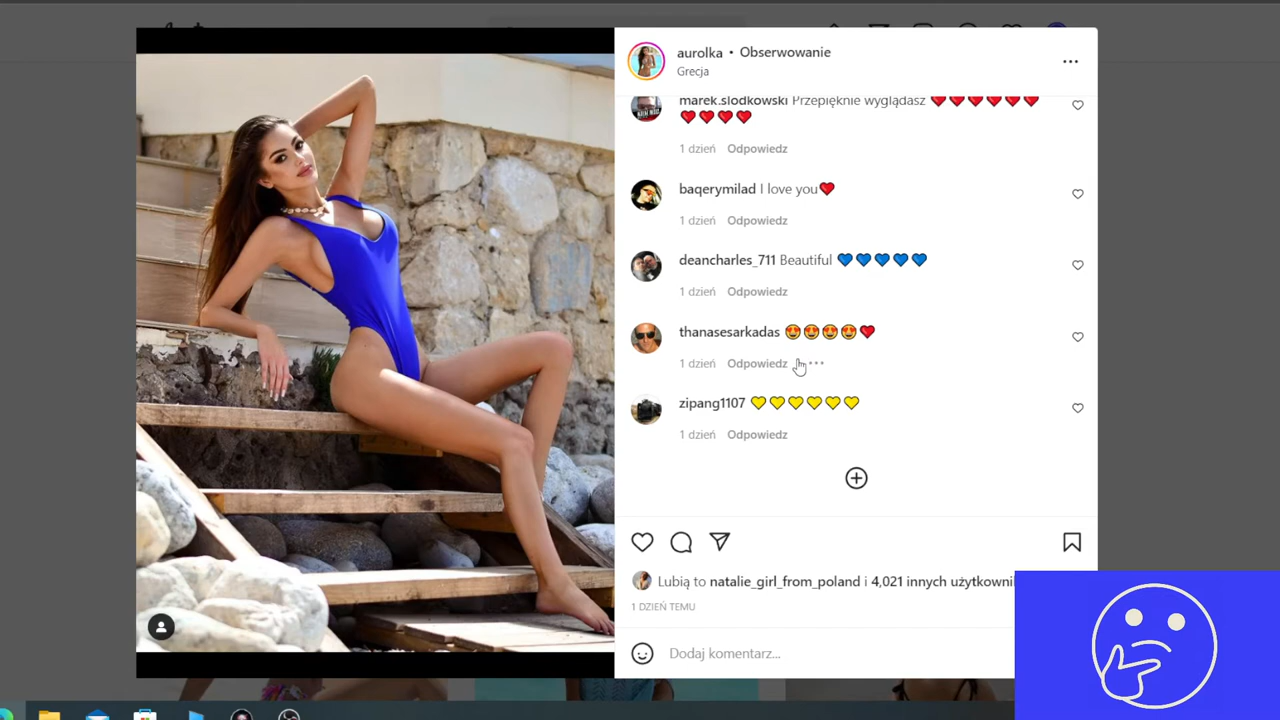 aurolka • Obserwowanie
Grecja
marek.slodkowski Przepięknie wyglądasz ❤❤❤❤❤❤
❤❤❤❤
1 dzień Odpowiedz
baqerymilad I love you❤
1 dzień Odpowiedz
deancharles_711 Beautiful 💙💙💙💙💙
1 dzień Odpowiedz
thanasesarkadas 😍😍😍😍❤
1 dzień Odpowiedz
zipang1107 💛💛💛💛💛💛
1 dzień Odpowiedz
Lubią to natalie_girl_from_poland i 4,021 innych użytkowni
1 DZIEŃ TEMU
Dodaj komentarz...